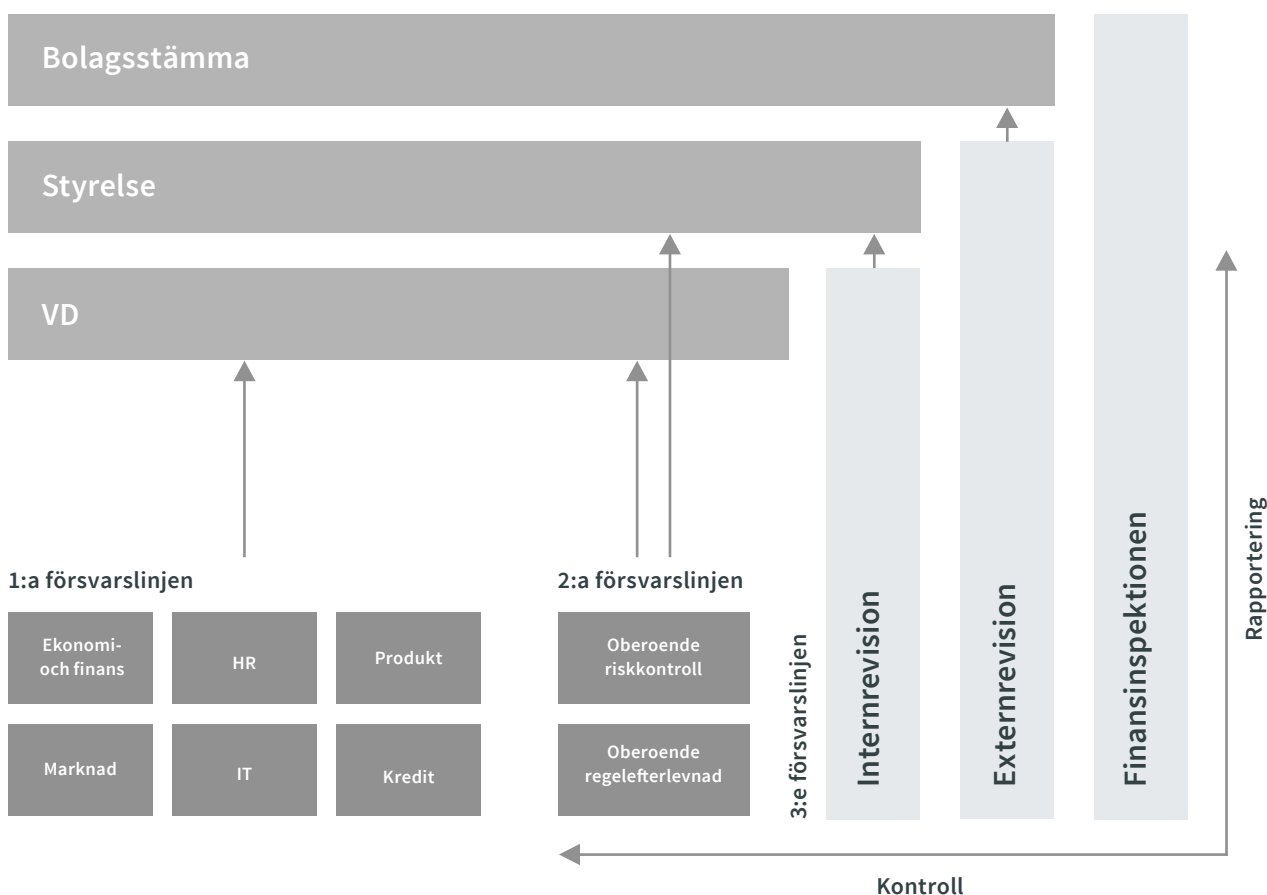 Bolagsstämma
Styrelse
VD
1:a försvarslinjen
Ekonomi-
och finans
HR
Produkt
Marknad
IT
Kredit
2:a försvarslinjen
Oberoende
riskkontroll
Oberoende
regelefterlevnad
3:e försvarslinjen
Internrevision
Externrevision
Finansinspektionen
Rapportering
Kontroll